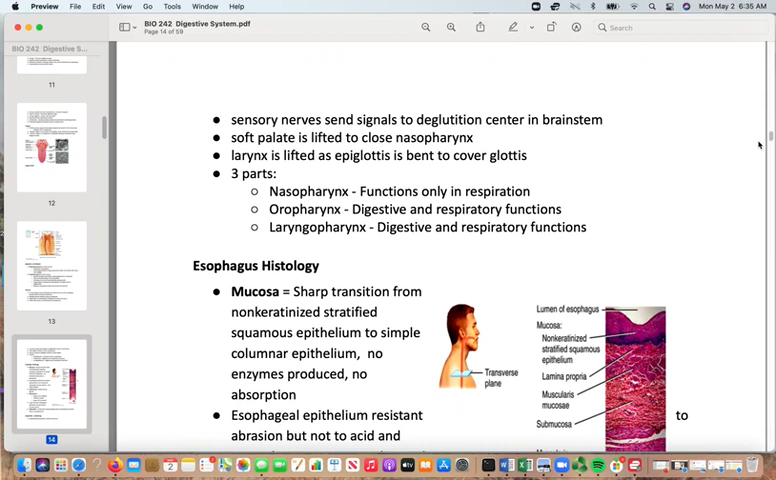 Preview File Edit View Go Tools Window Help
Mon May 2 6:35 AM
BIO 242 Digestive System.pdf
Page 14 of 59
Search
BIO 242 Digestive S...
11
12
13
14
● sensory nerves send signals to deglutition center in brainstem
● soft palate is lifted to close nasopharynx
● larynx is lifted as epiglottis is bent to cover glottis
● 3 parts:
○ Nasopharynx - Functions only in respiration
○ Oropharynx - Digestive and respiratory functions
○ Laryngopharynx - Digestive and respiratory functions
Esophagus Histology
● Mucosa = Sharp transition from
nonkeratinized stratified
squamous epithelium to simple
columnar epithelium, no
enzymes produced, no
absorption
● Esophageal epithelium resistant to
abrasion but not to acid and
Transverse
plane
Lumen of esophagus
Mucosa:
Nonkeratinized
stratified squamous
epithelium
Lamina propria
Muscularis
mucosae
Submucosa